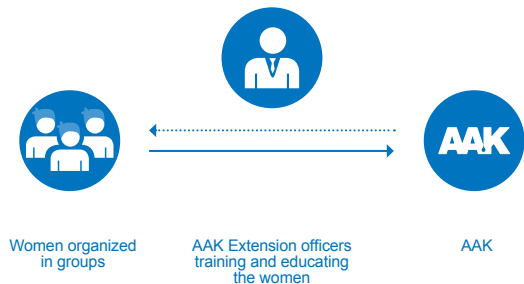 AAK
Women organized
in groups
AAK Extension officers
training and educating
the women
AAK